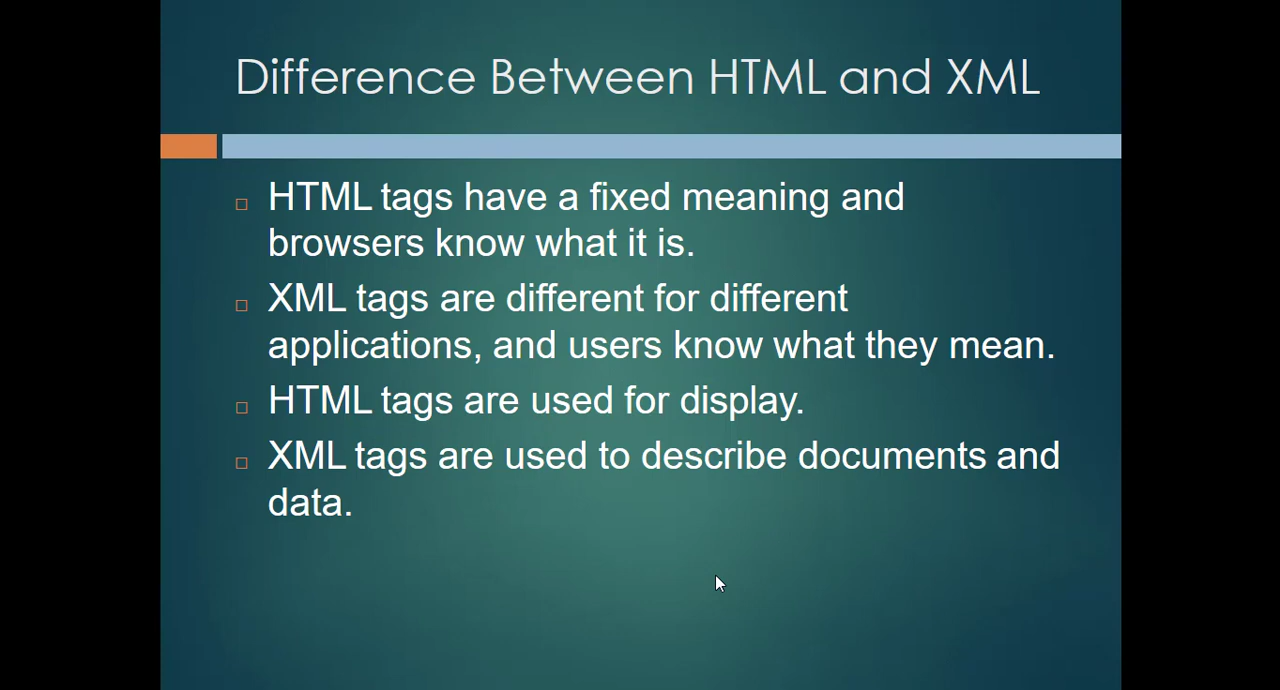 Difference Between HTML and XML
HTML tags have a fixed meaning and
browsers know what it is.
XML tags are different for different
applications, and users know what they mean.
HTML tags are used for display.
XML tags are used to describe documents and
data.